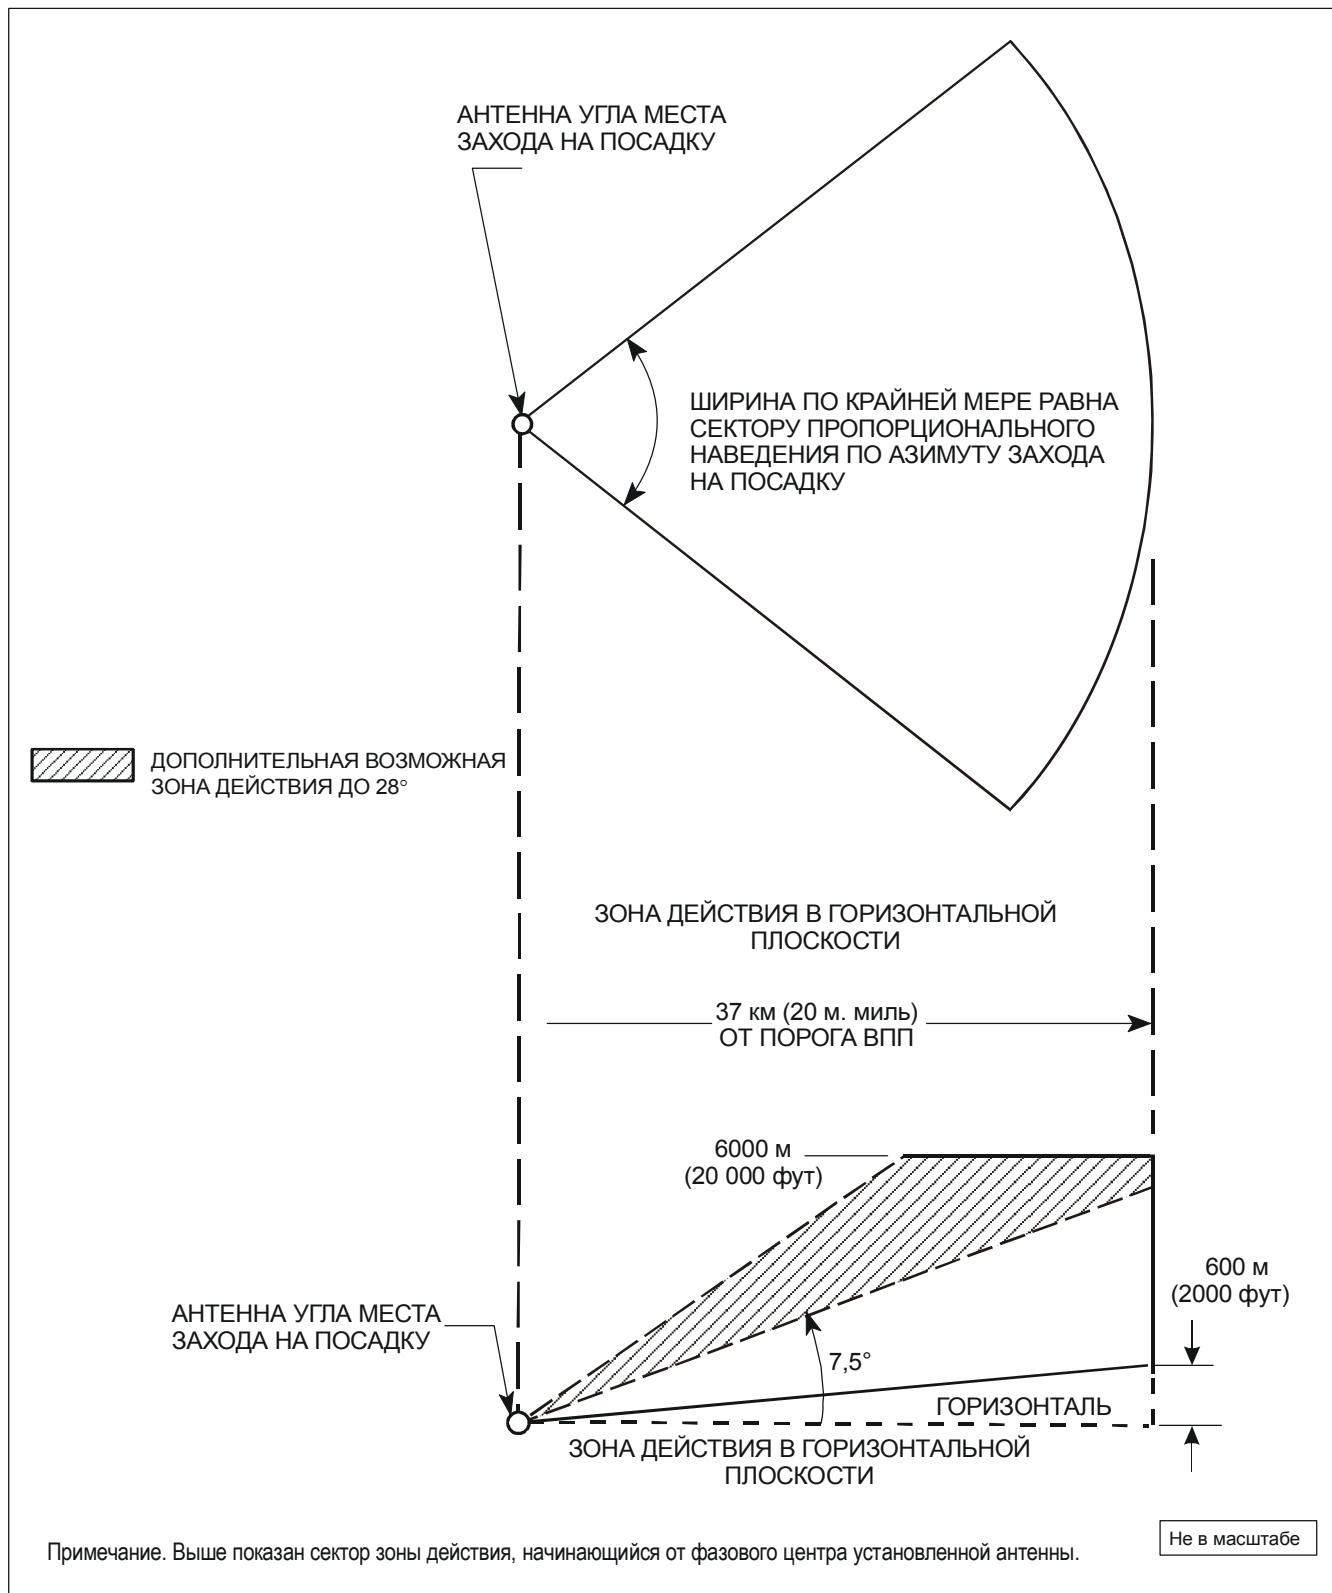 АНТЕННА УГЛА МЕСТА
ЗАХОДА НА ПОСАДКУ
ШИРИНА ПО КРАЙНЕЙ МЕРЕ РАВНА
СЕКТОРУ ПРОПОРЦИОНАЛЬНОГО
НАВЕДЕНИЯ ПО АЗИМУТУ ЗАХОДА
НА ПОСАДКУ
ДОПОЛНИТЕЛЬНАЯ ВОЗМОЖНАЯ
ЗОНА ДЕЙСТВИЯ ДО 28°
ЗОНА ДЕЙСТВИЯ В ГОРИЗОНТАЛЬНОЙ
ПЛОСКОСТИ
37 км (20 м. миль)
ОТ ПОРОГА ВПП
6000 м
(20 000 фут)
600 м
(2000 фут)
АНТЕННА УГЛА МЕСТА
ЗАХОДА НА ПОСАДКУ
7,5°
ГОРИЗОНТАЛЬ
ЗОНА ДЕЙСТВИЯ В ГОРИЗОНТАЛЬНОЙ
ПЛОСКОСТИ
Не в масштабе
Примечание. Выше показан сектор зоны действия, начинающийся от фазового центра установленной антенны.